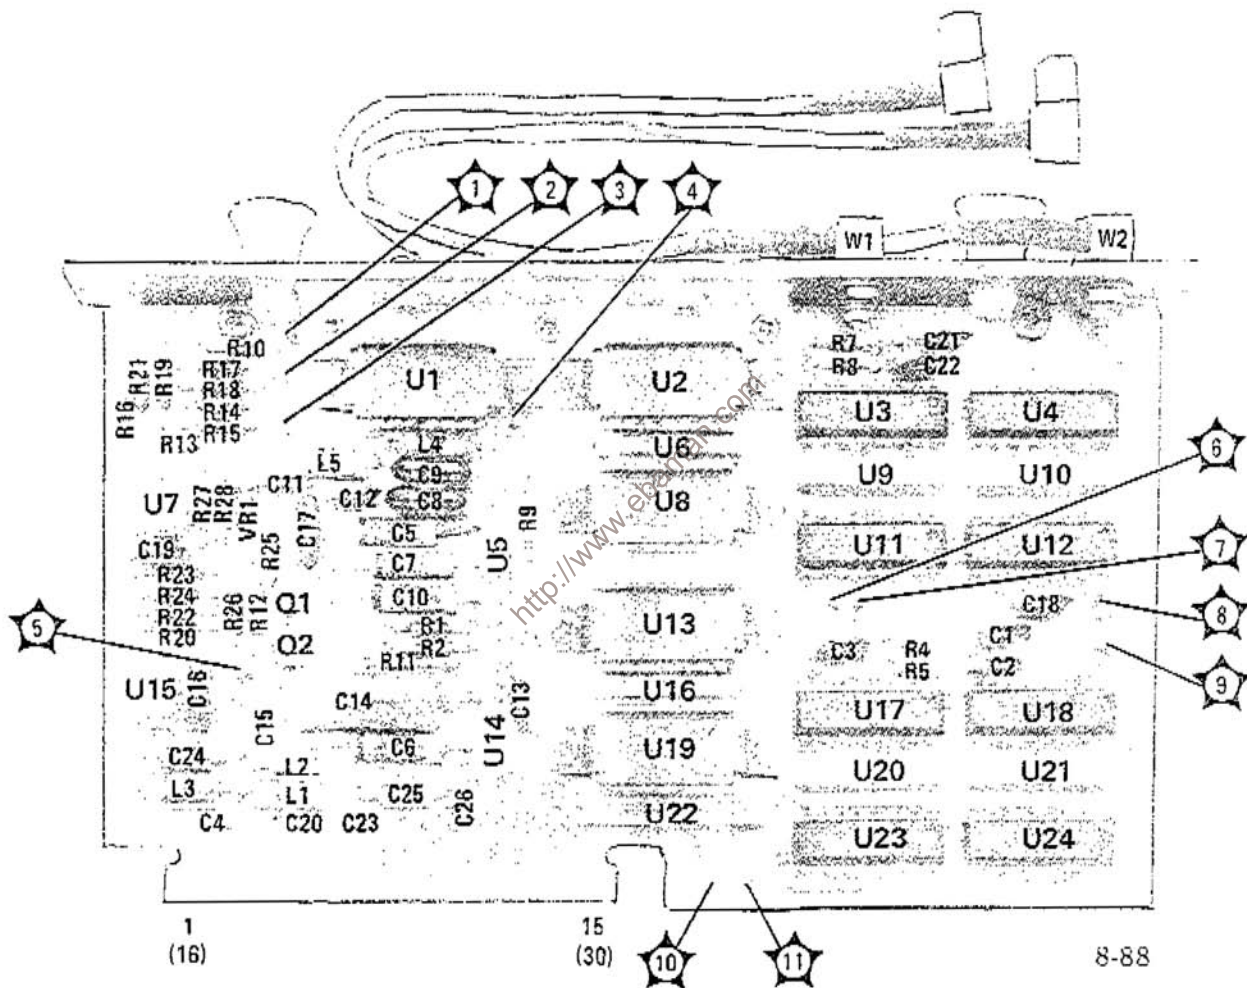 1 2 3 4
W1 W2
R10
R7 C21
R21 R19 R17
R8 C22
R18
U1 U2
R16 R14
U3 U4
R15
R13
L4
U6
6
L5 C9
U9 U10
C11 C12 C8
U7 R27 R28 VR1 C17 R9 U8
C5
C19 R25 U5
U11 U12
7
C7
R23
R24 C10
Q1
C18
8
R22 R26 R12
R1 U13
5
R20
Q2 R2
C1
C3 R4
R11
R5 C2
9
U15 C16 C14 C13 U16
U17 U18
C15 U14
C6 U19
C24
L2
U20 U21
L3 L1 C25 C26
U22
C4 C20 C23
U23 U24
1 15
(16) (30)
10 11
8-88
http://www.ebaman.com